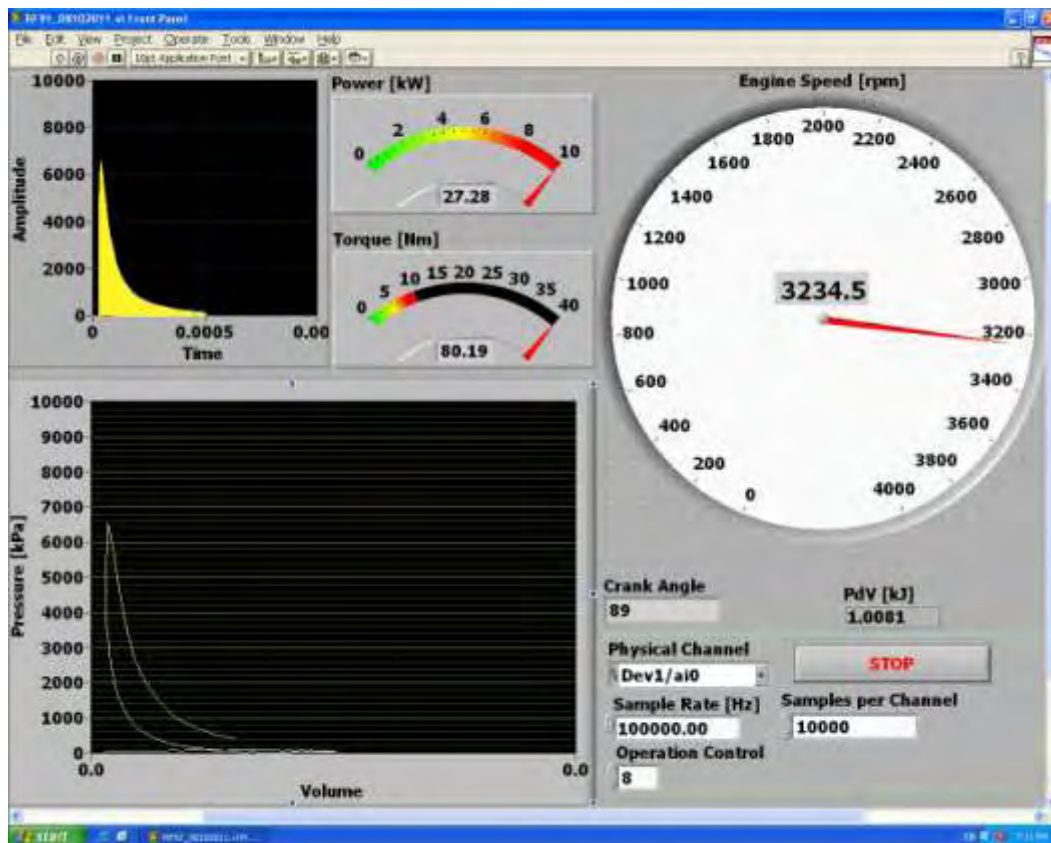 File Edit View Project Operate Tools Window Help
10pt Application Font
10000
8000
6000
4000
2000
0
Amplitude
0 0.0005 0.00
Time
Power [kW]
0 2 4 6 8 10
27.28
Torque [Nm]
0 5 10 15 20 25 30 35 40
80.19
Engine Speed [rpm]
0 200 400 600 800 1000 1200 1400 1600 1800 2000 2200 2400 2600 2800 3000 3200 3400 3600 3800 4000
3234.5
10000
9000
8000
7000
6000
5000
4000
3000
2000
1000
0
Pressure [kPa]
0.0 0.0
Volume
Crank Angle
89
PdV [kJ]
1.0081
Physical Channel
Dev1/ai0
STOP
Sample Rate [Hz]
100000.00
Samples per Channel
10000
Operation Control
8
start